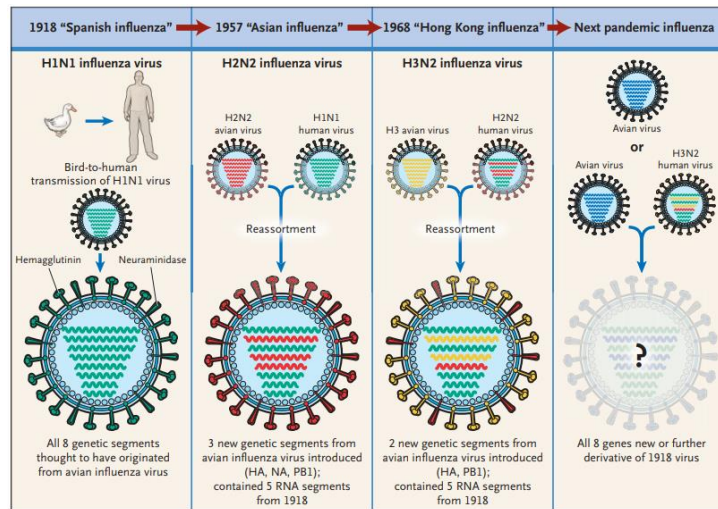 1918 “Spanish influenza”
1957 “Asian influenza”
1968 “Hong Kong influenza”
Next pandemic influenza
H1N1 influenza virus
Bird-to-human
transmission of H1N1 virus
Hemagglutinin
Neuraminidase
All 8 genetic segments
thought to have originated
from avian influenza virus
H2N2 influenza virus
H2N2
avian virus
H1N1
human virus
Reassortment
3 new genetic segments from
avian influenza virus introduced
(HA, NA, PB1);
contained 5 RNA segments
from 1918
H3N2 influenza virus
H3 avian virus
H2N2
human virus
Reassortment
2 new genetic segments from
avian influenza virus introduced
(HA, PB1);
contained 5 RNA segments
from 1918
Avian virus
or
Avian virus
H3N2
human virus
?
All 8 genes new or further
derivative of 1918 virus